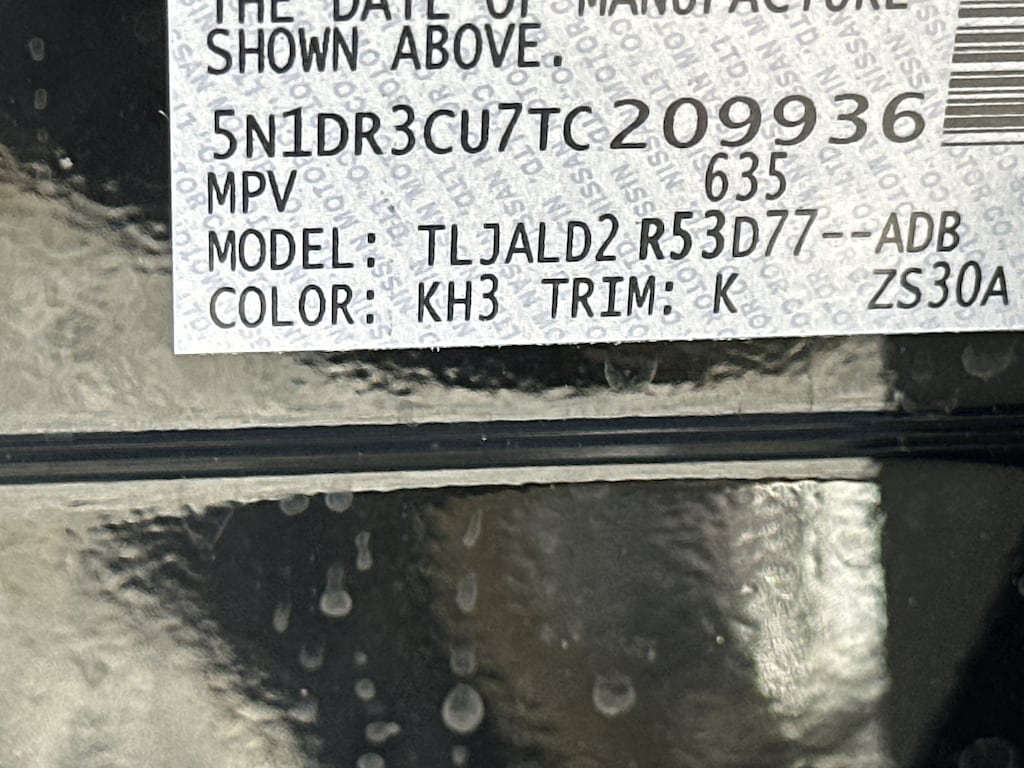 THE DATE OF MANUFACTURE
SHOWN ABOVE.
5N1DR3CU7TC209936
MPV 635
MODEL: TLJALD2 R53D77--ADB
COLOR: KH3 TRIM: K ZS30A